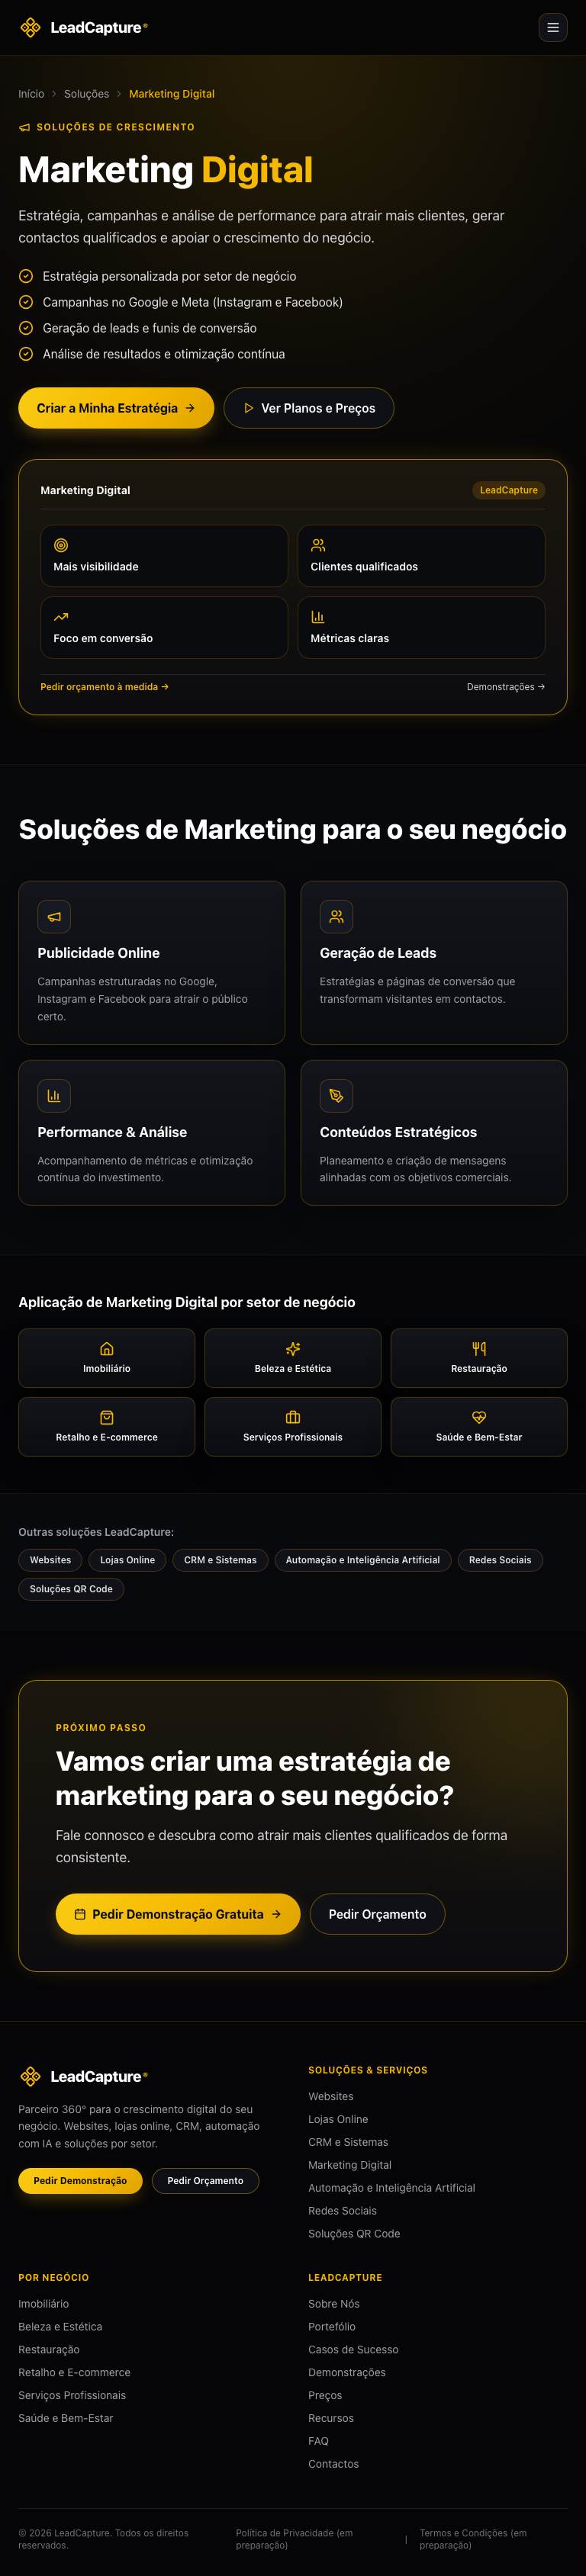 LeadCapture®
Início > Soluções > Marketing Digital
SOLUÇÕES DE CRESCIMENTO
Marketing Digital
Estratégia, campanhas e análise de performance para atrair mais clientes, gerar
contactos qualificados e apoiar o crescimento do negócio.
Estratégia personalizada por setor de negócio
Campanhas no Google e Meta (Instagram e Facebook)
Geração de leads e funis de conversão
Análise de resultados e otimização contínua
Criar a Minha Estratégia →
Ver Planos e Preços
Marketing Digital
LeadCapture
Mais visibilidade
Clientes qualificados
Foco em conversão
Métricas claras
Pedir orçamento à medida →
Demonstrações →
Soluções de Marketing para o seu negócio
Publicidade Online
Campanhas estruturadas no Google,
Instagram e Facebook para atrair o público
certo.
Geração de Leads
Estratégias e páginas de conversão que
transformam visitantes em contactos.
Performance & Análise
Acompanhamento de métricas e otimização
contínua do investimento.
Conteúdos Estratégicos
Planeamento e criação de mensagens
alinhadas com os objetivos comerciais.
Aplicação de Marketing Digital por setor de negócio
Imobiliário
Beleza e Estética
Restauração
Retalho e E-commerce
Serviços Profissionais
Saúde e Bem-Estar
Outras soluções LeadCapture:
Websites
Lojas Online
CRM e Sistemas
Automação e Inteligência Artificial
Redes Sociais
Soluções QR Code
PRÓXIMO PASSO
Vamos criar uma estratégia de
marketing para o seu negócio?
Fale connosco e descubra como atrair mais clientes qualificados de forma
consistente.
Pedir Demonstração Gratuita →
Pedir Orçamento
LeadCapture®
Parceiro 360° para o crescimento digital do seu
negócio. Websites, lojas online, CRM, automação
com IA e soluções por setor.
Pedir Demonstração
Pedir Orçamento
SOLUÇÕES & SERVIÇOS
Websites
Lojas Online
CRM e Sistemas
Marketing Digital
Automação e Inteligência Artificial
Redes Sociais
Soluções QR Code
POR NEGÓCIO
Imobiliário
Beleza e Estética
Restauração
Retalho e E-commerce
Serviços Profissionais
Saúde e Bem-Estar
LEADCAPTURE
Sobre Nós
Portefólio
Casos de Sucesso
Demonstrações
Preços
Recursos
FAQ
Contactos
© 2026 LeadCapture. Todos os direitos
reservados.
Política de Privacidade (em
preparação)
|
Termos e Condições (em
preparação)